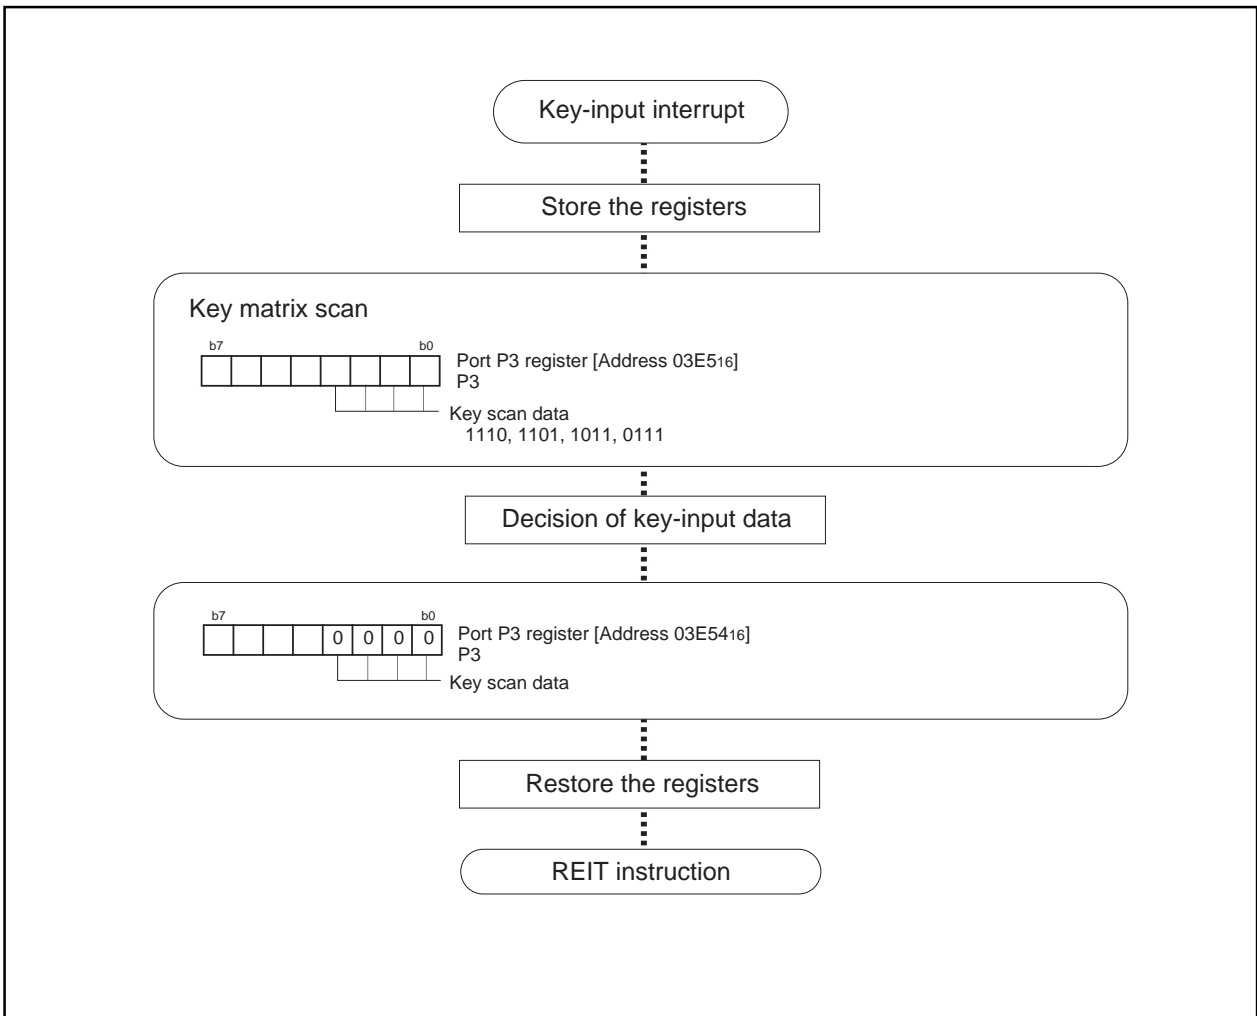 Key-input interrupt
Store the registers
Key matrix scan
b7 b0
Port P3 register [Address 03E516]
P3
Key scan data
1110, 1101, 1011, 0111
Decision of key-input data
b7 b0
0 0 0 0 Port P3 register [Address 03E5416]
P3
Key scan data
Restore the registers
REIT instruction